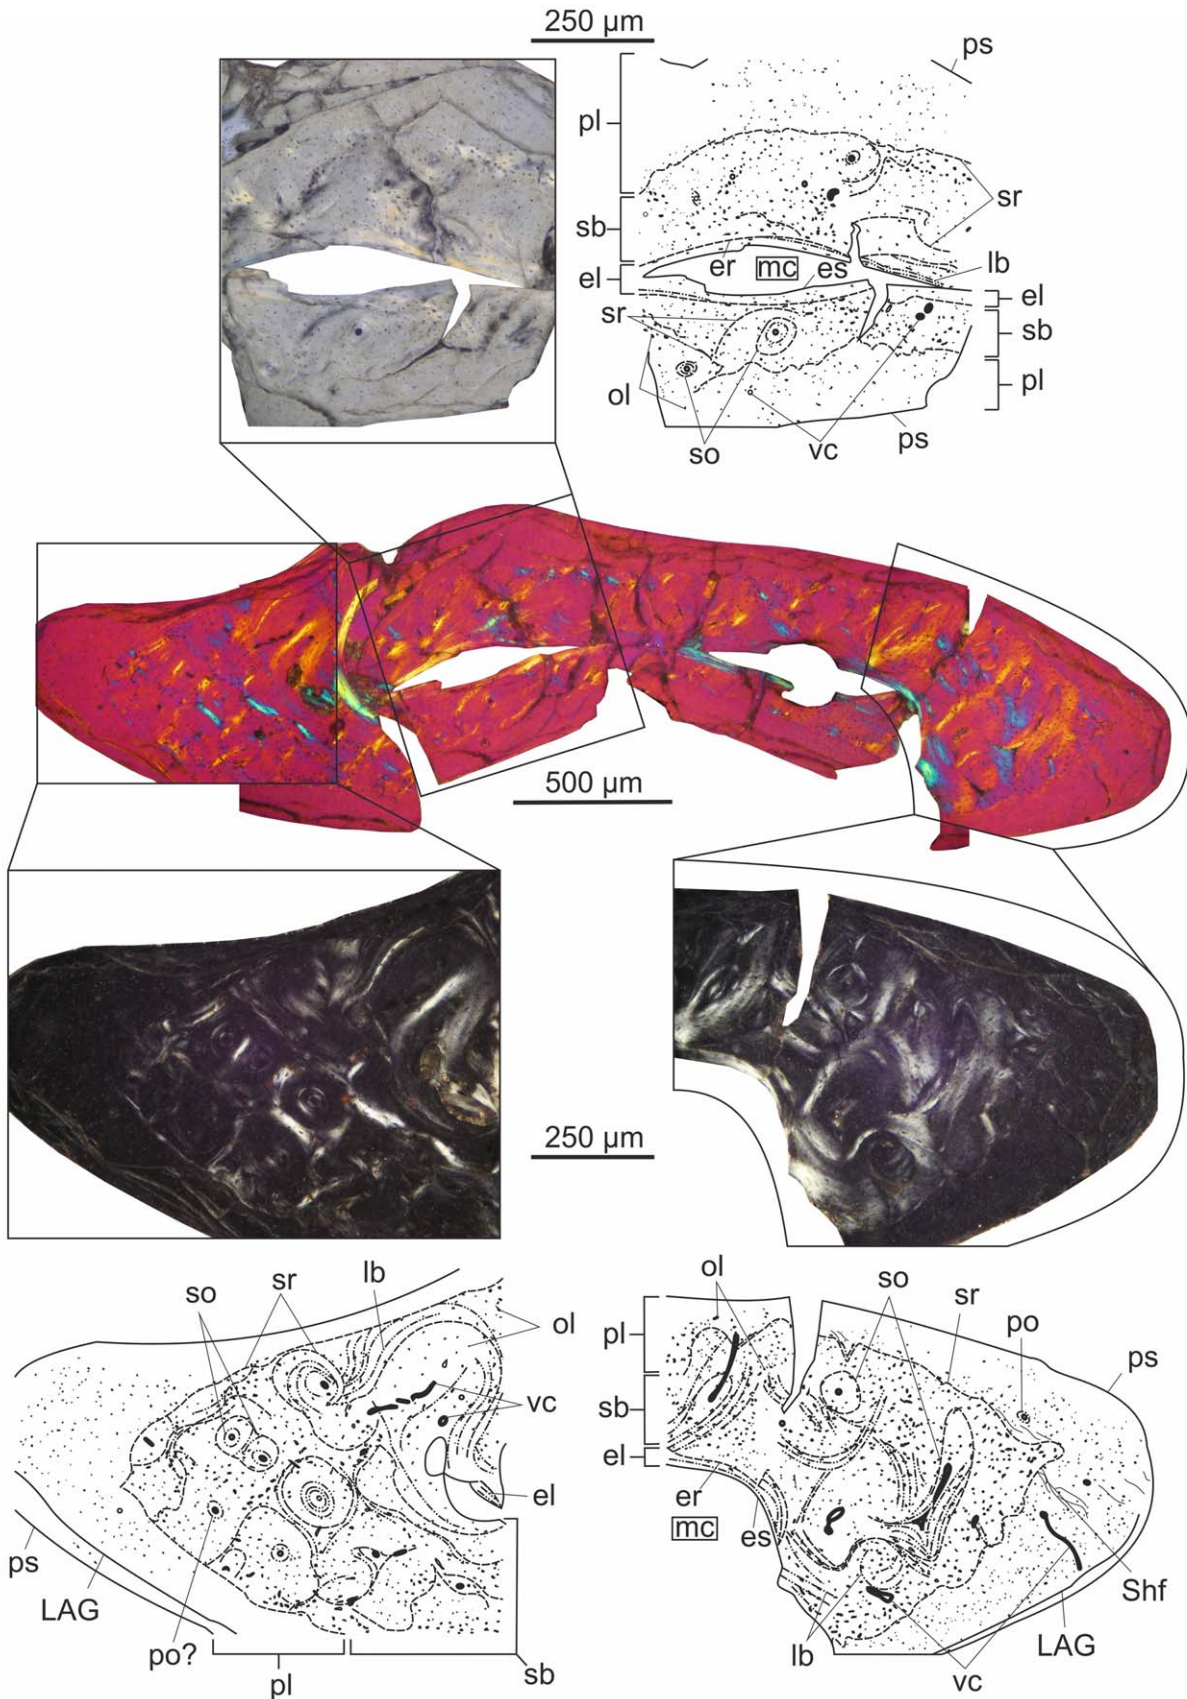 250 µm
ps
pl
sr
sb
er
mc
es
lb
el
el
sr
sb
pl
ol
so
vc
ps
500 µm
250 µm
so
sr
lb
ol
vc
el
ps
LAG
po?
pl
sb
ol
so
sr
po
ps
pl
sb
el
er
mc
es
lb
vc
LAG
Shf